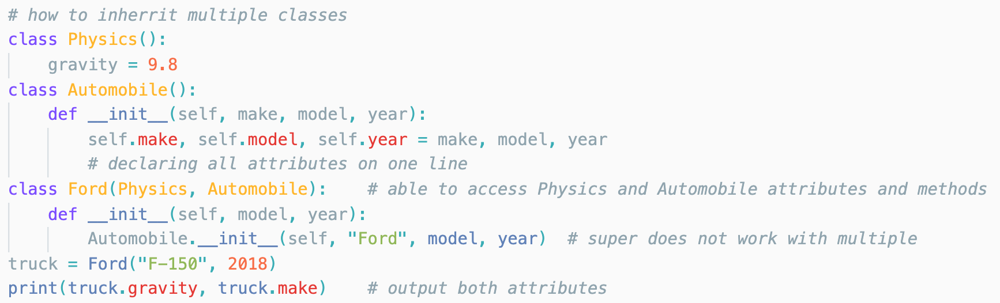 # how to inherrit multiple classes
class Physics():
    gravity = 9.8
class Automobile():
    def __init__(self, make, model, year):
        self.make, self.model, self.year = make, model, year
        # declaring all attributes on one line
class Ford(Physics, Automobile):    # able to access Physics and Automobile attributes and methods
    def __init__(self, model, year):
        Automobile.__init__(self, "Ford", model, year)  # super does not work with multiple
truck = Ford("F-150", 2018)
print(truck.gravity, truck.make)    # output both attributes